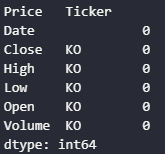 Price   Ticker
Date              0
Close   KO        0
High    KO        0
Low     KO        0
Open    KO        0
Volume  KO        0
dtype: int64